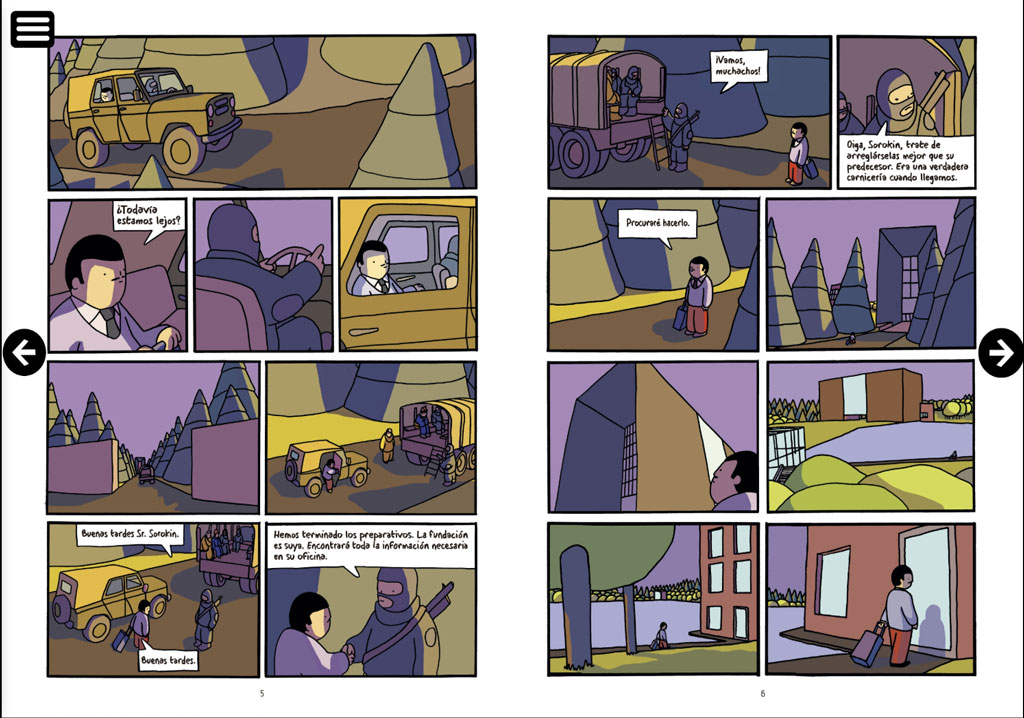 ¿Todavía
estamos lejos?
Buenas tardes Sr. Sorokin.
Buenas tardes.
Hemos terminado los preparativos. La fundación
es suya. Encontrará toda la información necesaria
en su oficina.
5
¡Vamos,
muchachos!
Oiga, Sorokin, trate de
arreglárselas mejor que su
predecesor. Era una verdadera
carnicería cuando llegamos.
Procuraré hacerlo.
6